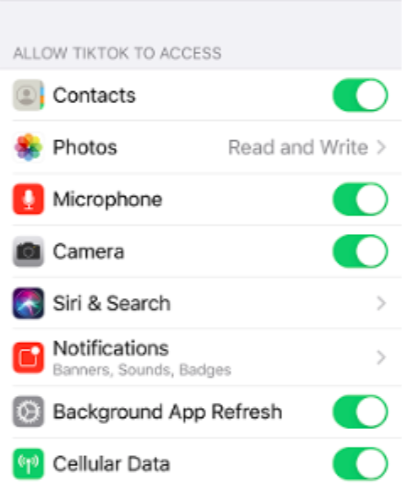 ALLOW TIKTOK TO ACCESS
Contacts
Photos Read and Write
Microphone
Camera
Siri & Search
Notifications
Banners, Sounds, Badges
Background App Refresh
Cellular Data